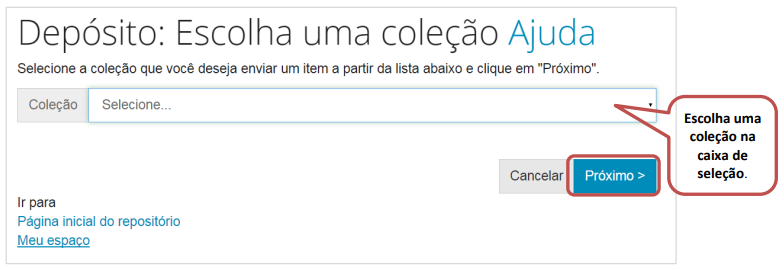 Depósito: Escolha uma coleção Ajuda
Selecione a coleção que você deseja enviar um item a partir da lista abaixo e clique em "Próximo".
Coleção Selecione...
Escolha uma
coleção na
caixa de
seleção.
Cancelar Próximo >
Ir para
Página inicial do repositório
Meu espaço